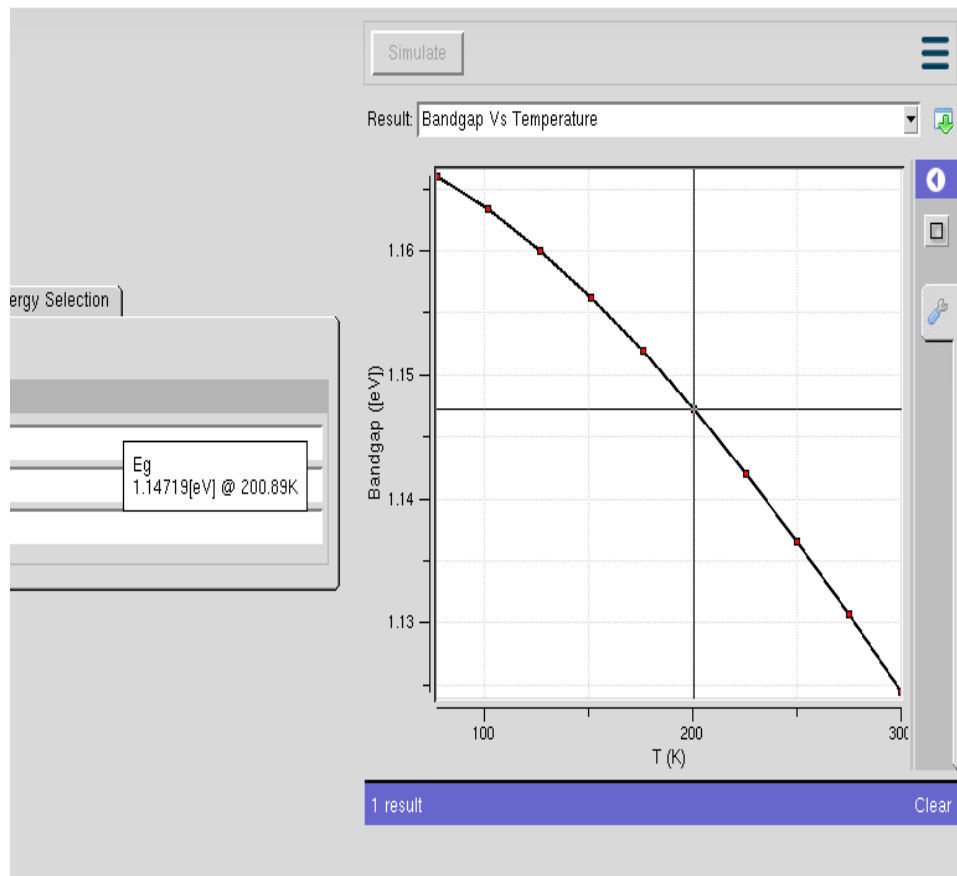 Simulate
Result: Bandgap Vs Temperature
1.16
1.15
1.14
1.13
Bandgap ([eV])
100
200
300
T (K)
ergy Selection
Eg
1.14719[eV] @ 200.89K
1 result
Clear